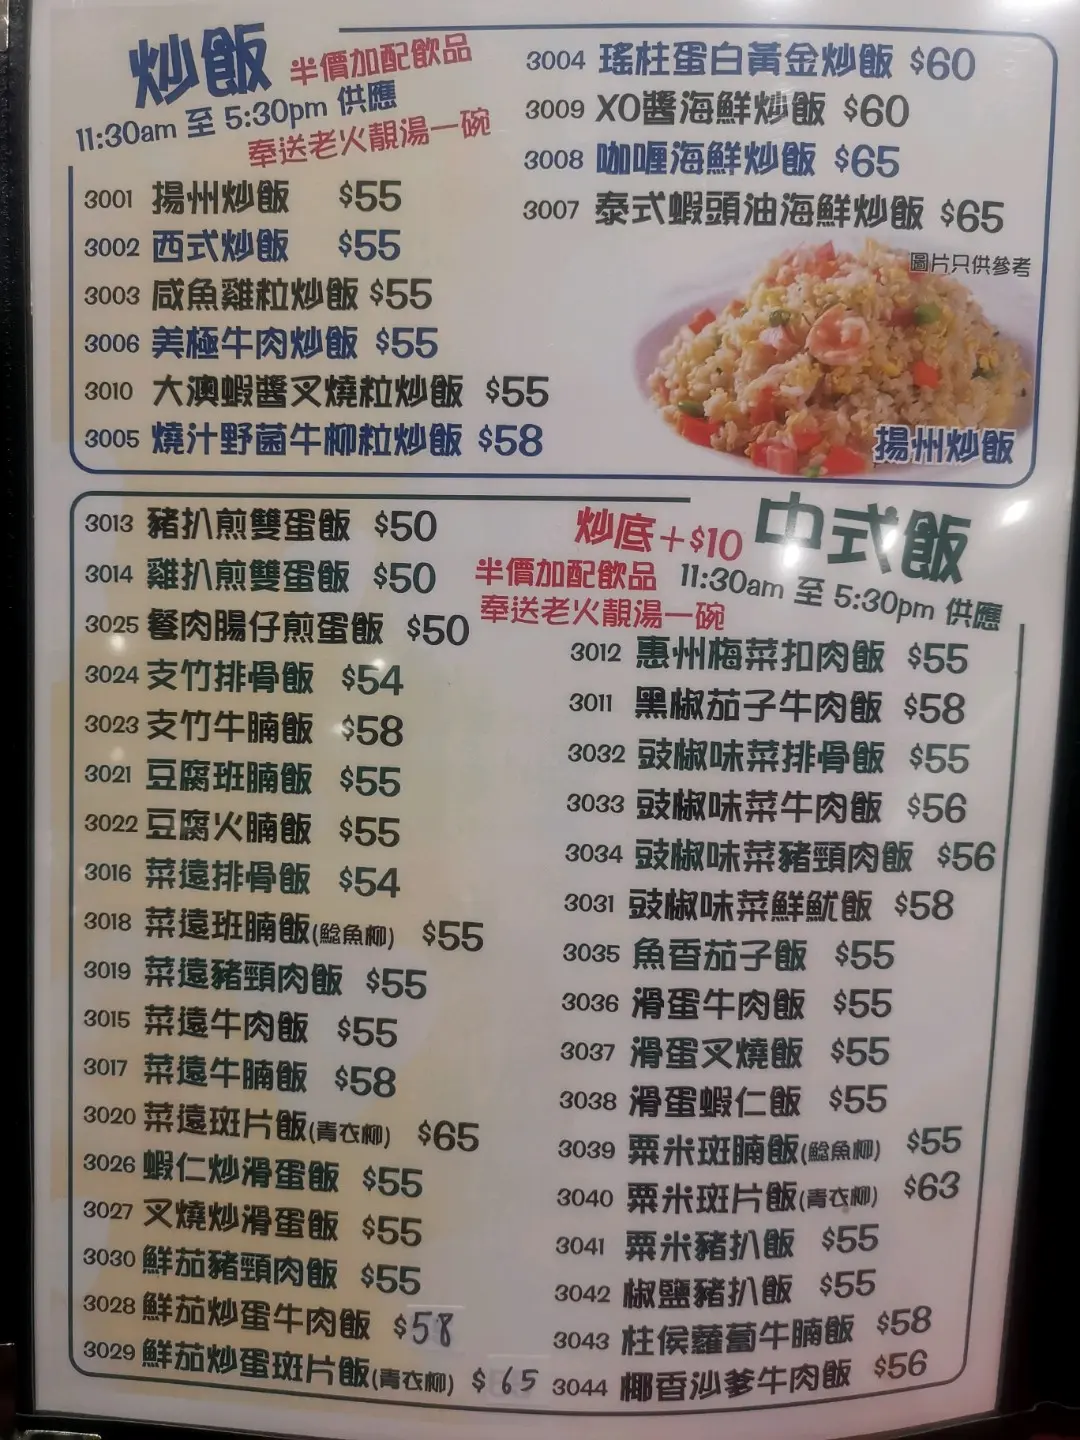 炒飯
半價加配飲品
11:30am 至 5:30pm 供應
奉送老火靚湯一碗
3001 揚州炒飯 $55
3002 西式炒飯 $55
3003 咸魚雞粒炒飯 $55
3006 美極牛肉炒飯 $55
3010 大澳蝦醬叉燒粒炒飯 $55
3005 燒汁野菌牛柳粒炒飯 $58
3004 瑤柱蛋白黃金炒飯 $60
3009 XO醬海鮮炒飯 $60
3008 咖喱海鮮炒飯 $65
3007 泰式蝦頭油海鮮炒飯 $65
圖片只供參考
揚州炒飯
中式飯
炒底+$10
半價加配飲品
11:30am 至 5:30pm 供應
奉送老火靚湯一碗
3013 豬扒煎雙蛋飯 $50
3014 雞扒煎雙蛋飯 $50
3025 餐肉腸仔煎蛋飯 $50
3024 支竹排骨飯 $54
3023 支竹牛腩飯 $58
3021 豆腐班腩飯 $55
3022 豆腐火腩飯 $55
3016 菜遠排骨飯 $54
3018 菜遠班腩飯(鯰魚柳) $55
3019 菜遠豬頸肉飯 $55
3015 菜遠牛肉飯 $55
3017 菜遠牛腩飯 $58
3020 菜遠斑片飯(青衣柳) $65
3026 蝦仁炒滑蛋飯 $55
3027 叉燒炒滑蛋飯 $55
3030 鮮茄豬頸肉飯 $55
3028 鮮茄炒蛋牛肉飯 $58
3029 鮮茄炒蛋斑片飯(青衣柳) $65
3012 惠州梅菜扣肉飯 $55
3011 黑椒茄子牛肉飯 $58
3032 豉椒味菜排骨飯 $55
3033 豉椒味菜牛肉飯 $56
3034 豉椒味菜豬頸肉飯 $56
3031 豉椒味菜鮮魷飯 $58
3035 魚香茄子飯 $55
3036 滑蛋牛肉飯 $55
3037 滑蛋叉燒飯 $55
3038 滑蛋蝦仁飯 $55
3039 粟米斑腩飯(鯰魚柳) $55
3040 粟米斑片飯(青衣柳) $63
3041 粟米豬扒飯 $55
3042 椒鹽豬扒飯 $55
3043 柱侯蘿蔔牛腩飯 $58
3044 椰香沙爹牛肉飯 $56